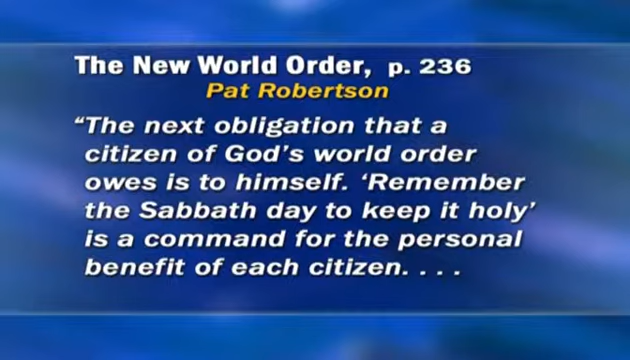 The New World Order, p. 236
Pat Robertson
“The next obligation that a
citizen of God’s world order
owes is to himself. ‘Remember
the Sabbath day to keep it holy’
is a command for the personal
benefit of each citizen. . . .